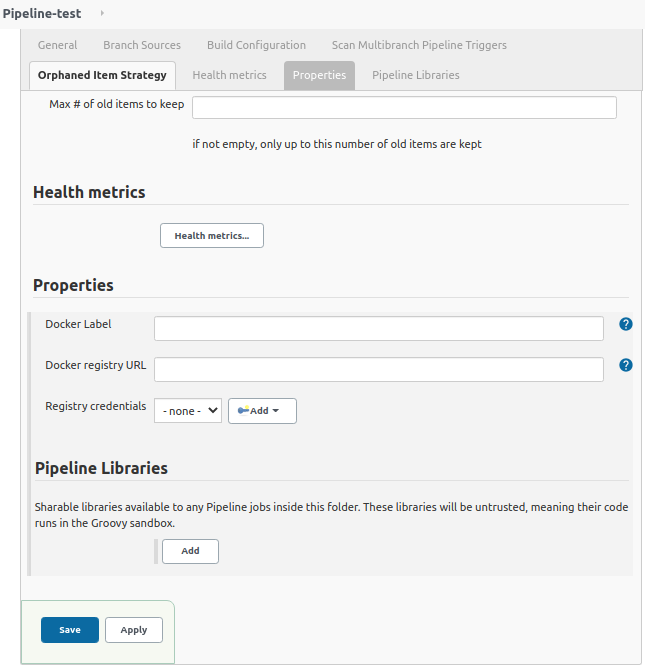 Pipeline-test
General Branch Sources Build Configuration Scan Multibranch Pipeline Triggers
Orphaned Item Strategy Health metrics Properties Pipeline Libraries
Max # of old items to keep
if not empty, only up to this number of old items are kept
Health metrics
Health metrics...
Properties
Docker Label
?
Docker registry URL
?
Registry credentials - none - Add
Pipeline Libraries
Sharable libraries available to any Pipeline jobs inside this folder. These libraries will be untrusted, meaning their code
runs in the Groovy sandbox.
Add
Save Apply